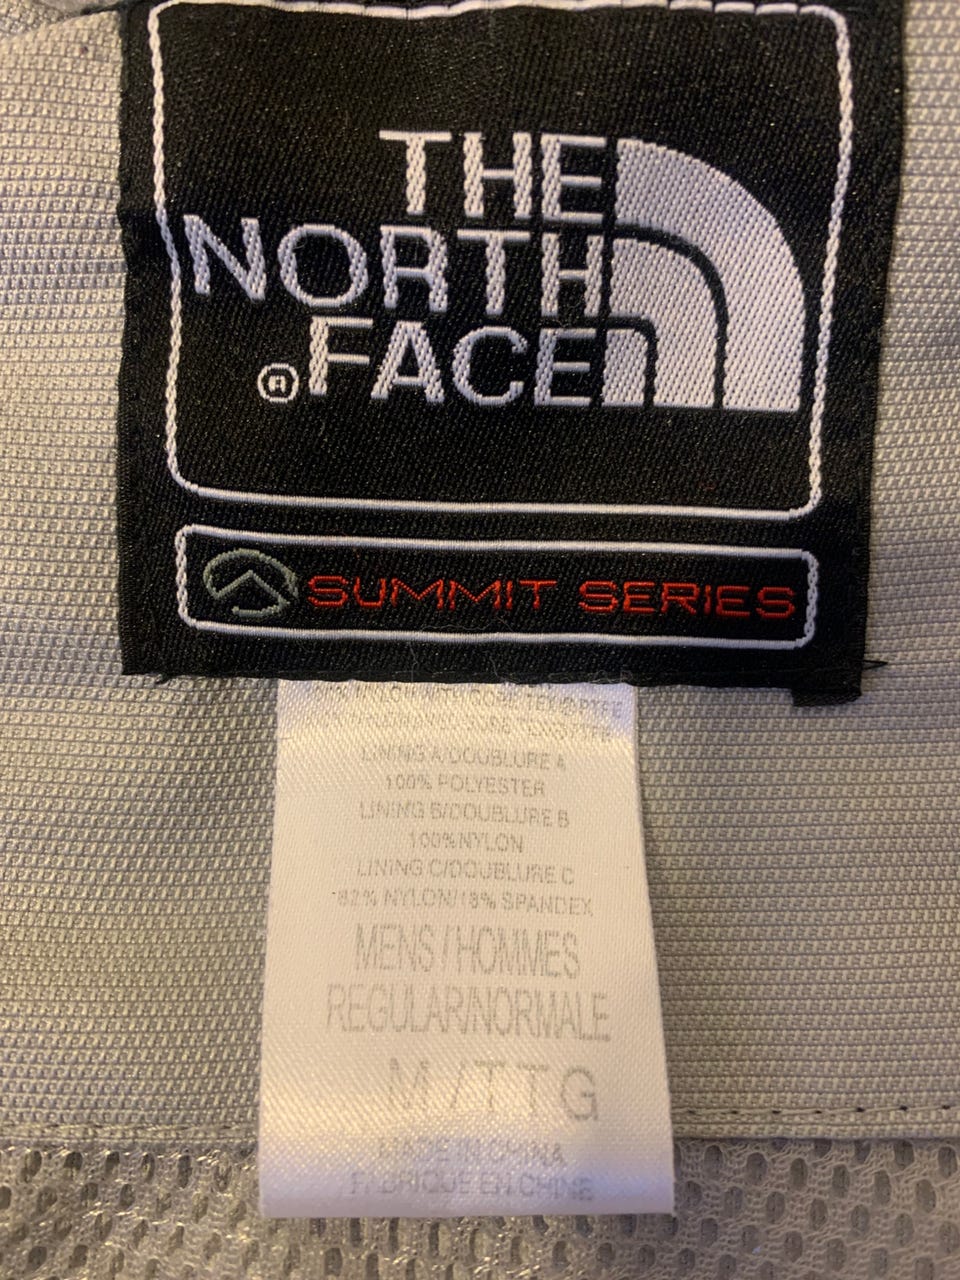 THE
NORTH
® FACE
SUMMIT SERIES
LINING A/DOUBLURE A
100% POLYESTER
LINING B/DOUBLURE B
100% NYLON
LINING C/DOUBLURE C
82% NYLON/18% SPANDEX
MENS/HOMMES
REGULAR/NORMALE
M/TTG
MADE IN CHINA
FABRIQUE EN CHINE